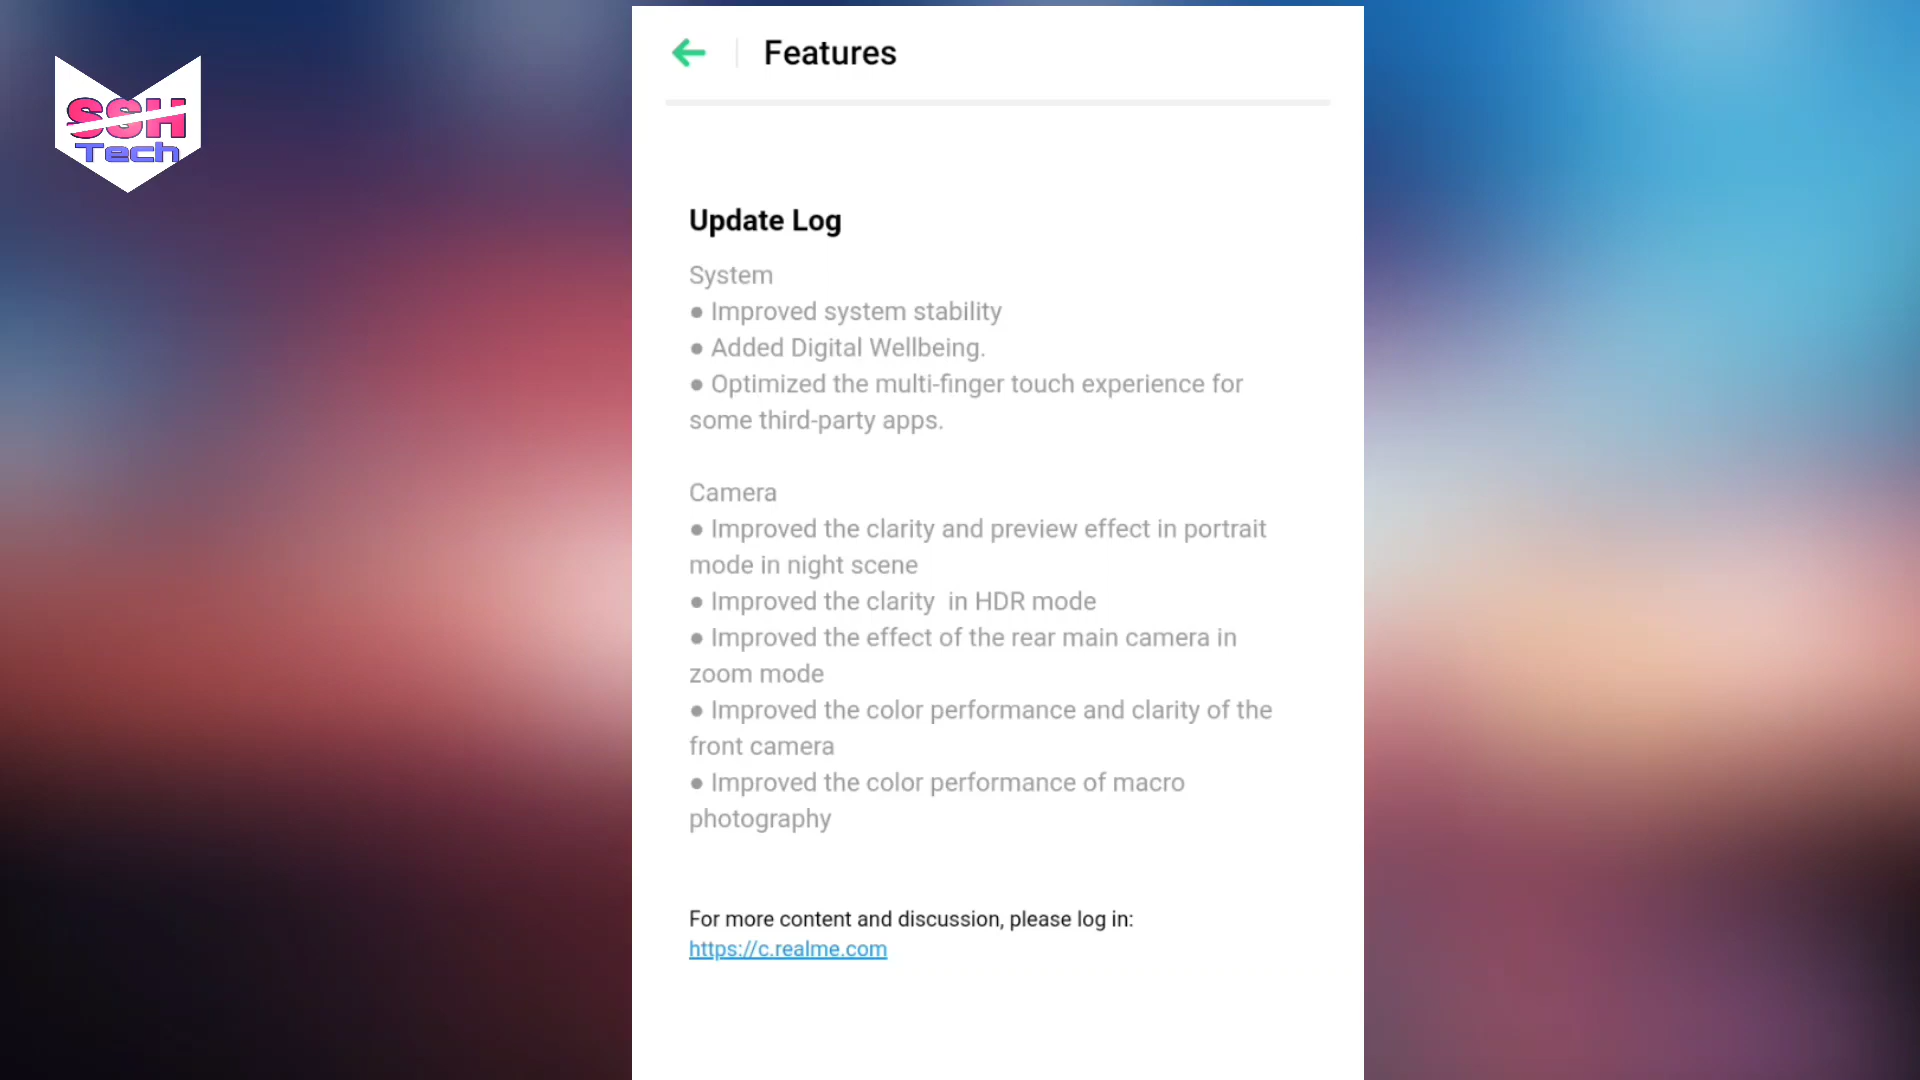 SSH
Tech
Features
Update Log
System
● Improved system stability
● Added Digital Wellbeing.
● Optimized the multi-finger touch experience for
some third-party apps.
Camera
● Improved the clarity and preview effect in portrait
mode in night scene
● Improved the clarity  in HDR mode
● Improved the effect of the rear main camera in
zoom mode
● Improved the color performance and clarity of the
front camera
● Improved the color performance of macro
photography
For more content and discussion, please log in:
https://c.realme.com